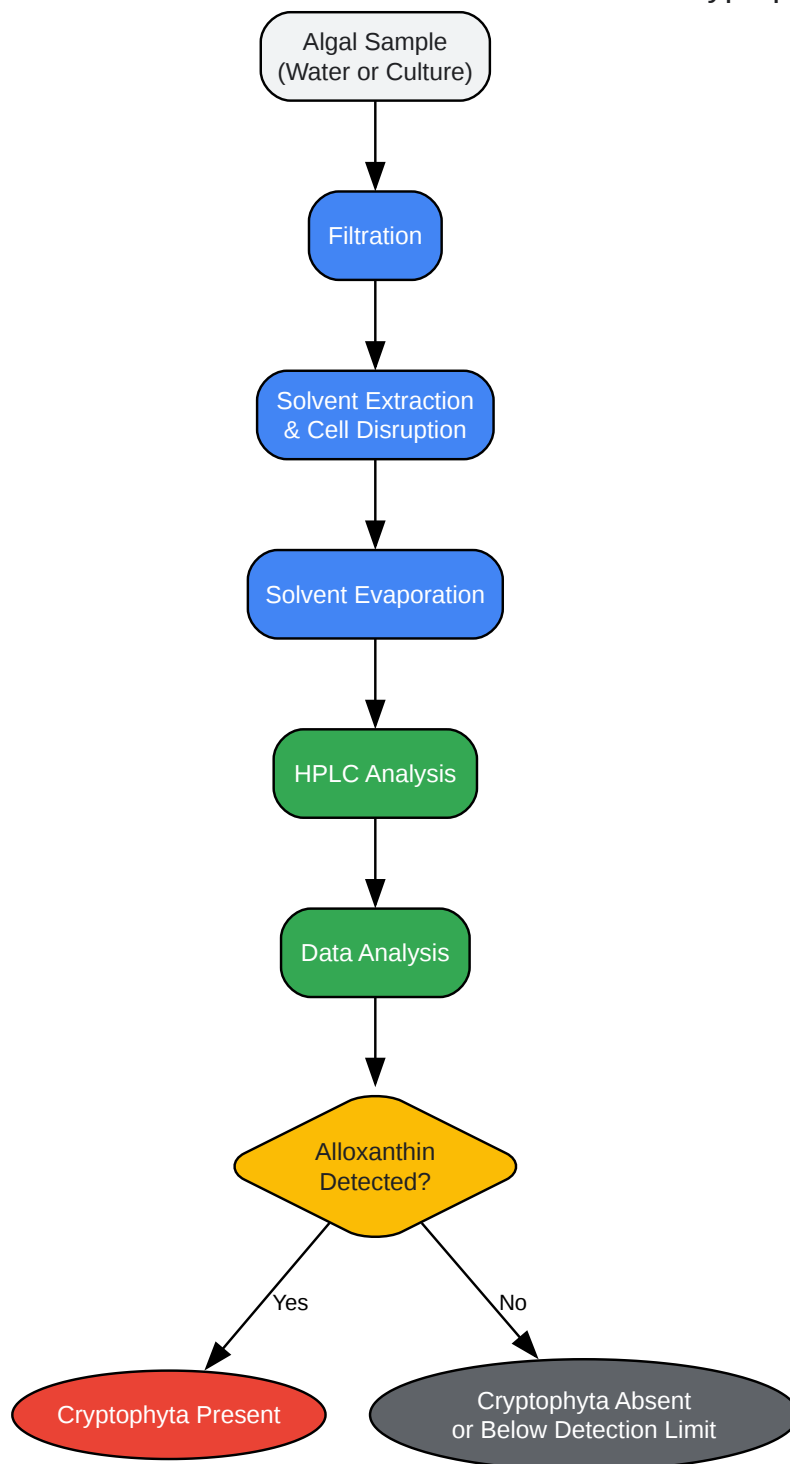 Algal Sample
(Water or Culture)
Filtration
Solvent Extraction
& Cell Disruption
Solvent Evaporation
HPLC Analysis
Data Analysis
Alloxanthin
Detected?
Yes
No
Cryptophyta Present
Cryptophyta Absent
or Below Detection Limit